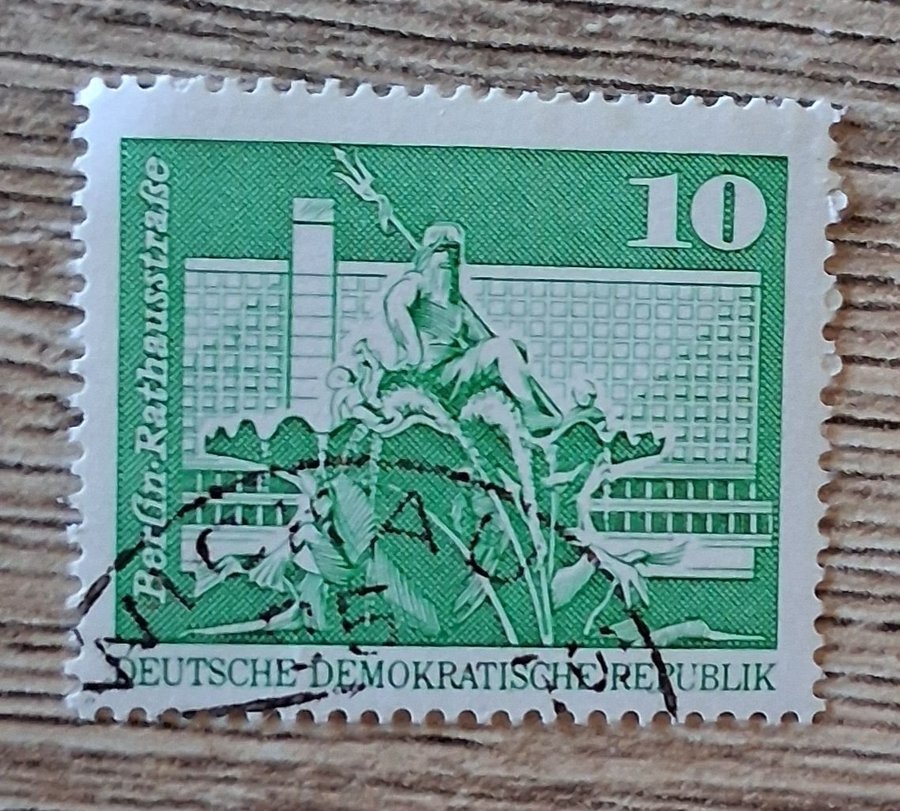 10
Berlin·Rathausstraße
DEUTSCHE DEMOKRATISCHE REPUBLIK